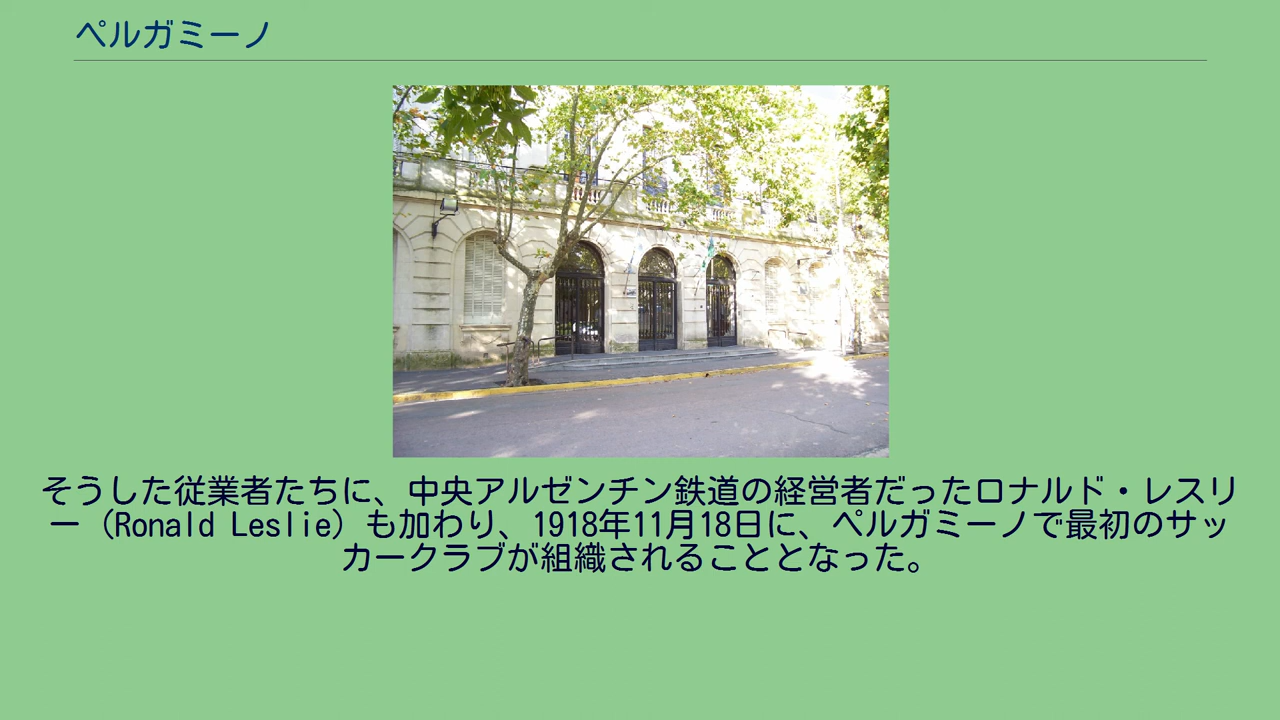 ペルガミーノ
そうした従業者たちに、中央アルゼンチン鉄道の経営者だったロナルド・レスリ
ー（Ronald Leslie）も加わり、1918年11月18日に、ペルガミーノで最初のサッ
カークラブが組織されることとなった。